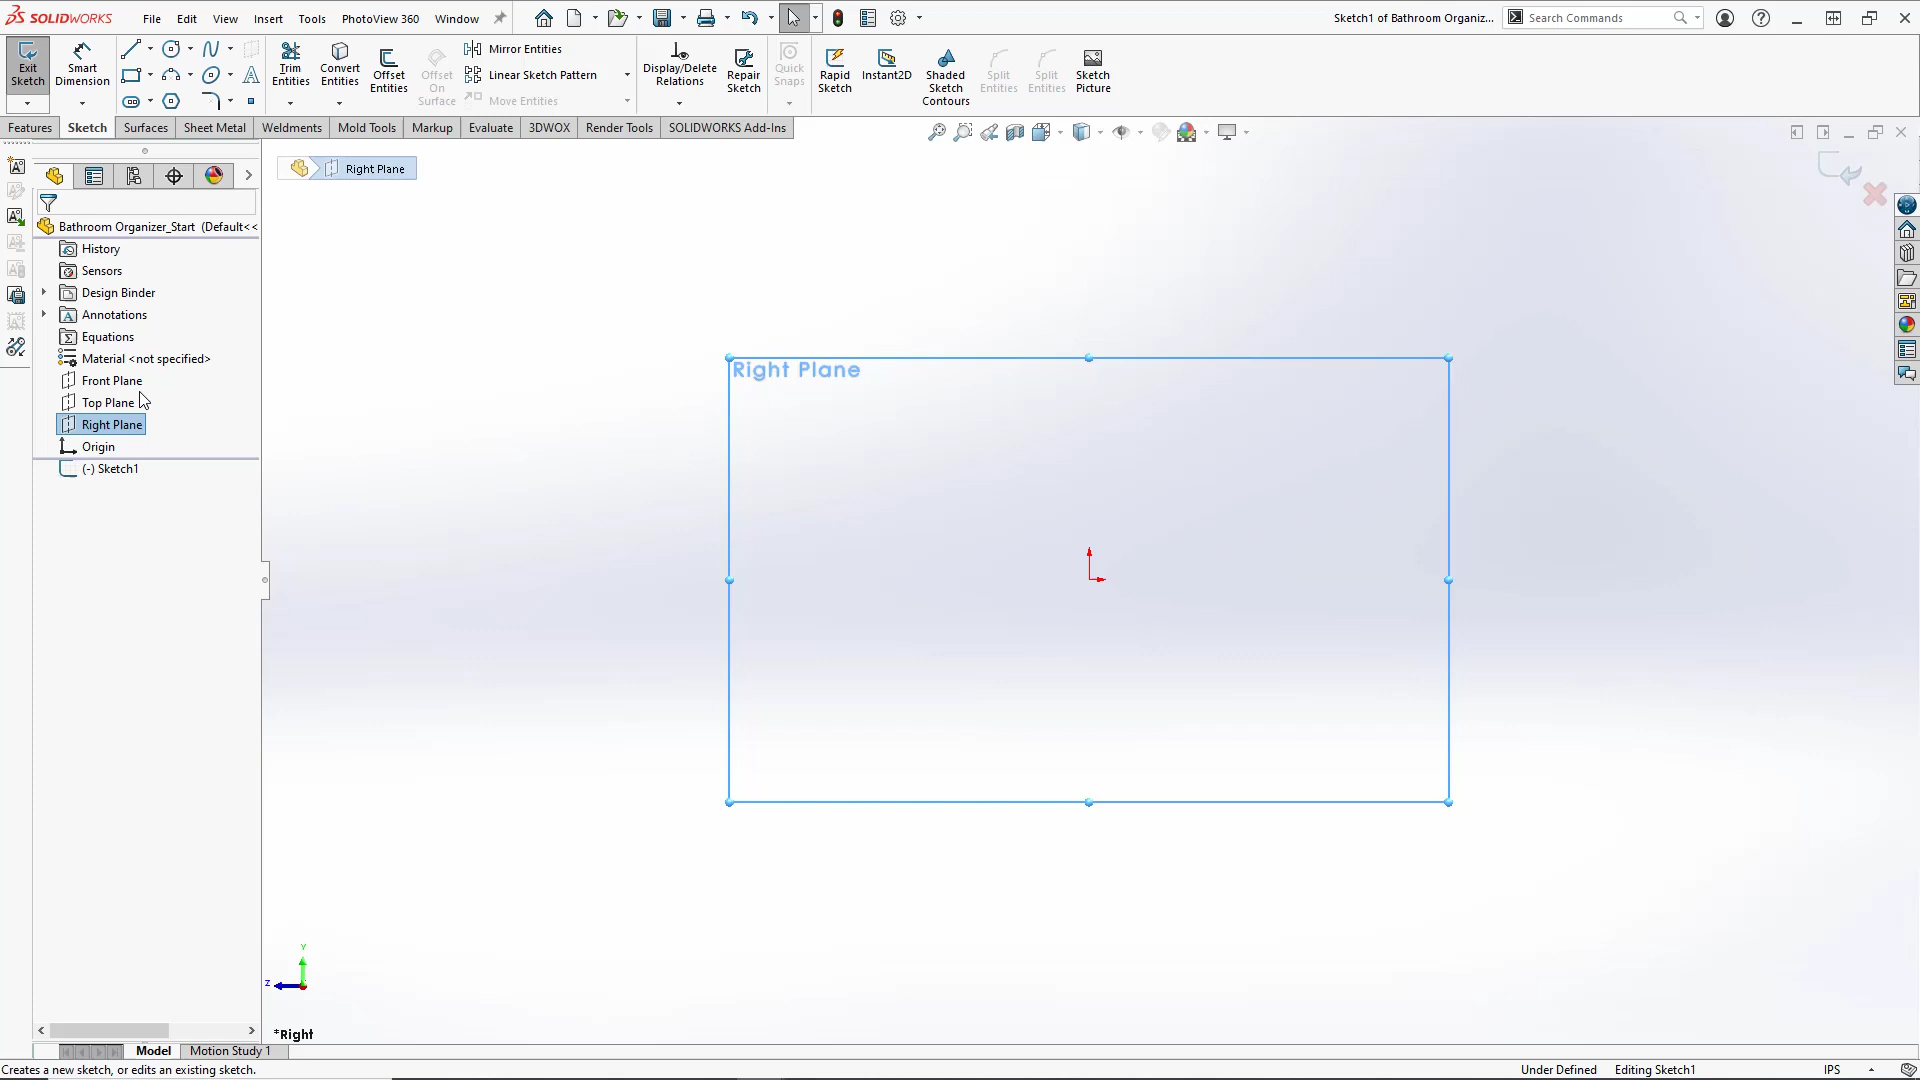 SOLIDWORKS
File
Edit
View
Insert
Tools
PhotoView 360
Window
Sketch1 of Bathroom Organiz...
Search Commands
Exit Sketch
Smart Dimension
Trim Entities
Convert Entities
Offset Entities
Offset On Surface
Mirror Entities
Linear Sketch Pattern
Move Entities
Display/Delete Relations
Repair Sketch
Quick Snaps
Rapid Sketch
Instant2D
Shaded Sketch Contours
Split Entities
Split Entities
Sketch Picture
Features
Sketch
Surfaces
Sheet Metal
Weldments
Mold Tools
Markup
Evaluate
3DWOX
Render Tools
SOLIDWORKS Add-Ins
Right Plane
Bathroom Organizer_Start (Default<<
History
Sensors
Design Binder
Annotations
Equations
Material <not specified>
Front Plane
Top Plane
Right Plane
Origin
(-) Sketch1
Right Plane
Y
Z
*Right
Model
Motion Study 1
Creates a new sketch, or edits an existing sketch.
Under Defined
Editing Sketch1
IPS